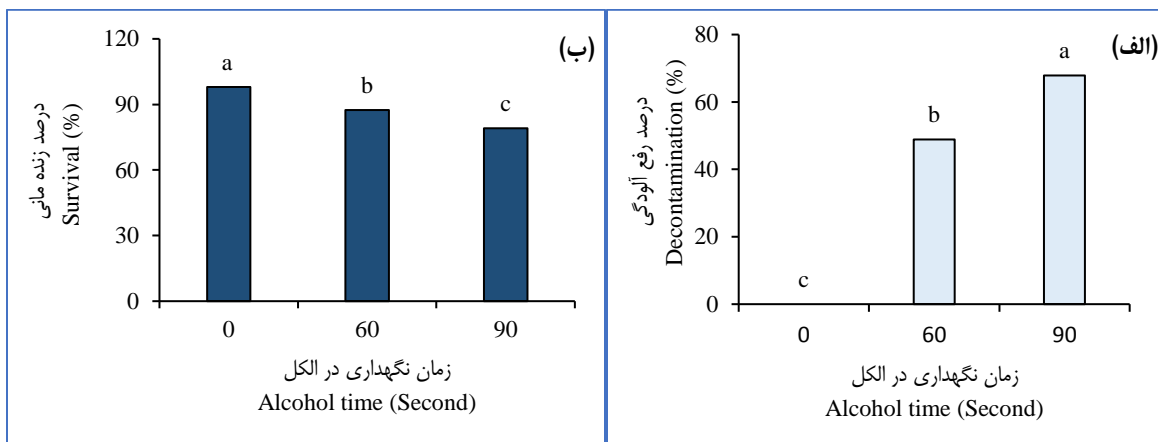 (الف)
درصد رفع آلودگی
Decontamination (%)
80
60
40
20
0
c
b
a
0 60 90
زمان نگهداری در الکل
Alcohol time (Second)
(ب)
درصد زنده مانی
Survival (%)
120
90
60
30
0
a
b
c
0 60 90
زمان نگهداری در الکل
Alcohol time (Second)